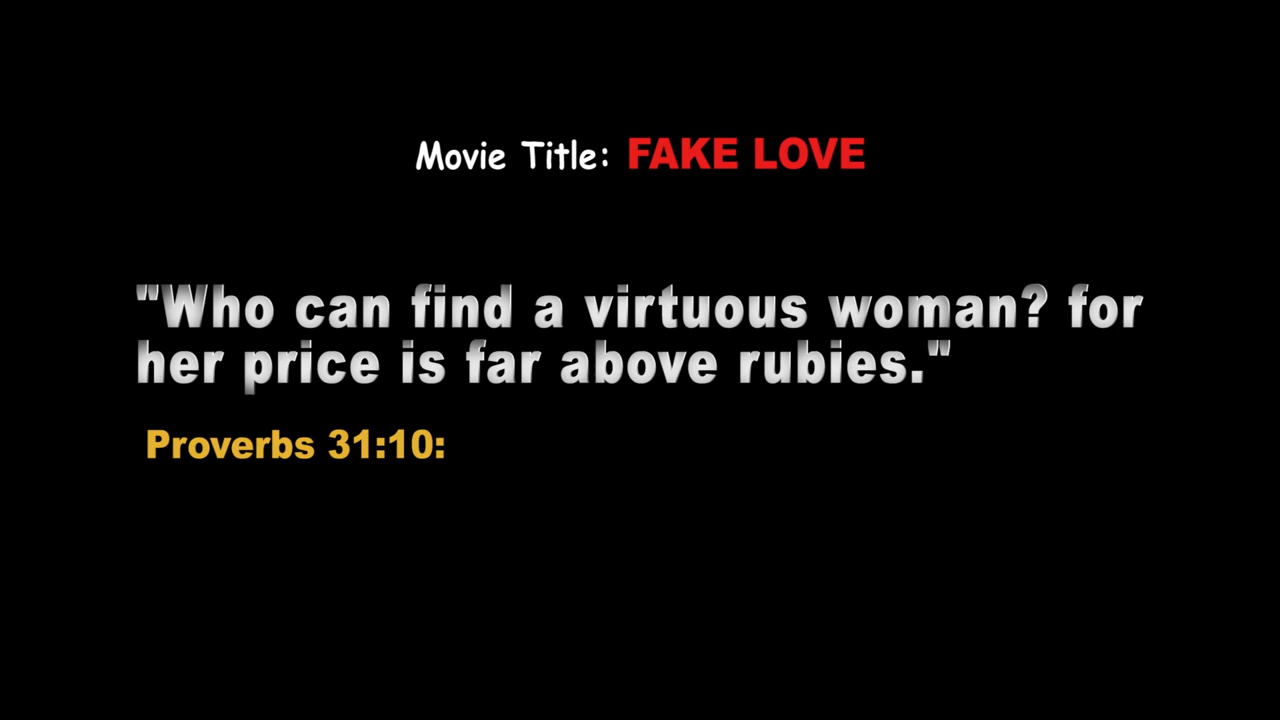 Movie Title: FAKE LOVE
"Who can find a virtuous woman? for
her price is far above rubies."
Proverbs 31:10: